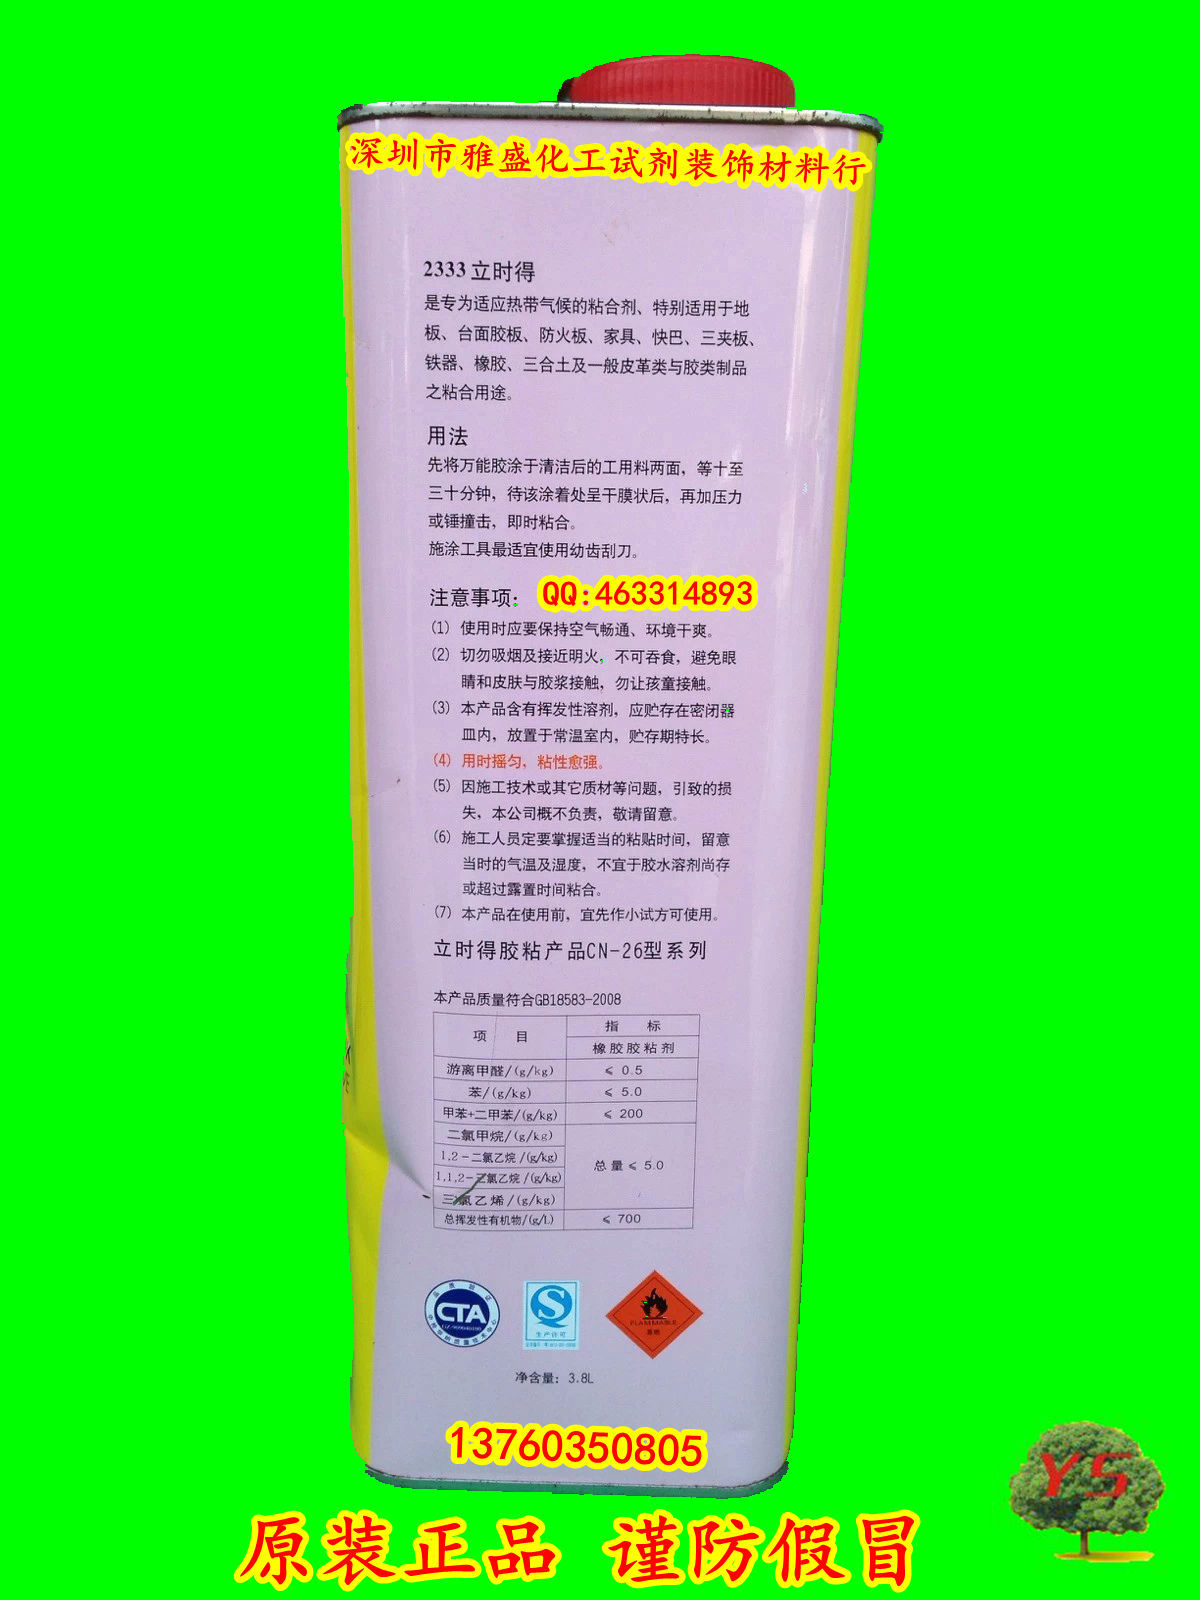 深圳市雅盛化工试剂装饰材料行
2333立时得
是专为适应热带气候的粘合剂、特别适用于地
板、台面胶板、防火板、家具、快巴、三夹板、
铁器、橡胶、三合土及一般皮革类与胶类制品
之粘合用途。
用法
先将万能胶涂于清洁后的工用料两面，等十至
三十分钟，待该涂着处呈干膜状后，再加压力
或锤撞击，即时粘合。
施涂工具最适宜使用幼齿刮刀。
注意事项: QQ:463314893
(1) 使用时应要保持空气畅通、环境干爽。
(2) 切勿吸烟及接近明火，不可吞食，避免眼
睛和皮肤与胶浆接触，勿让孩童接触。
(3) 本产品含有挥发性溶剂，应贮存在密闭器
皿内，放置于常温室内，贮存期特长。
(4) 用时摇匀，粘性愈强。
(5) 因施工技术或其它质材等问题，引致的损
失，本公司概不负责，敬请留意。
(6) 施工人员定要掌握适当的粘贴时间，留意
当时的气温及湿度，不宜于胶水溶剂尚存
或超过露置时间粘合。
(7) 本产品在使用前，宜先作小试方可使用。
立时得胶粘产品CN-26型系列
本产品质量符合GB18583-2008
项 目 指 标
橡胶胶粘剂
游离甲醛/(g/kg) ≤ 0.5
苯/(g/kg) ≤ 5.0
甲苯+二甲苯/(g/kg) ≤ 200
二氯甲烷/(g/kg)
1,2-二氯乙烷/(g/kg)
总量≤5.0
1,1,2-三氯乙烷/(g/kg)
三氯乙烯/(g/kg)
总挥发性有机物/(g/L) ≤ 700
CTA
S
生产许可
FLAMMABLE
净含量: 3.8L
13760350805
YS
原装正品 谨防假冒